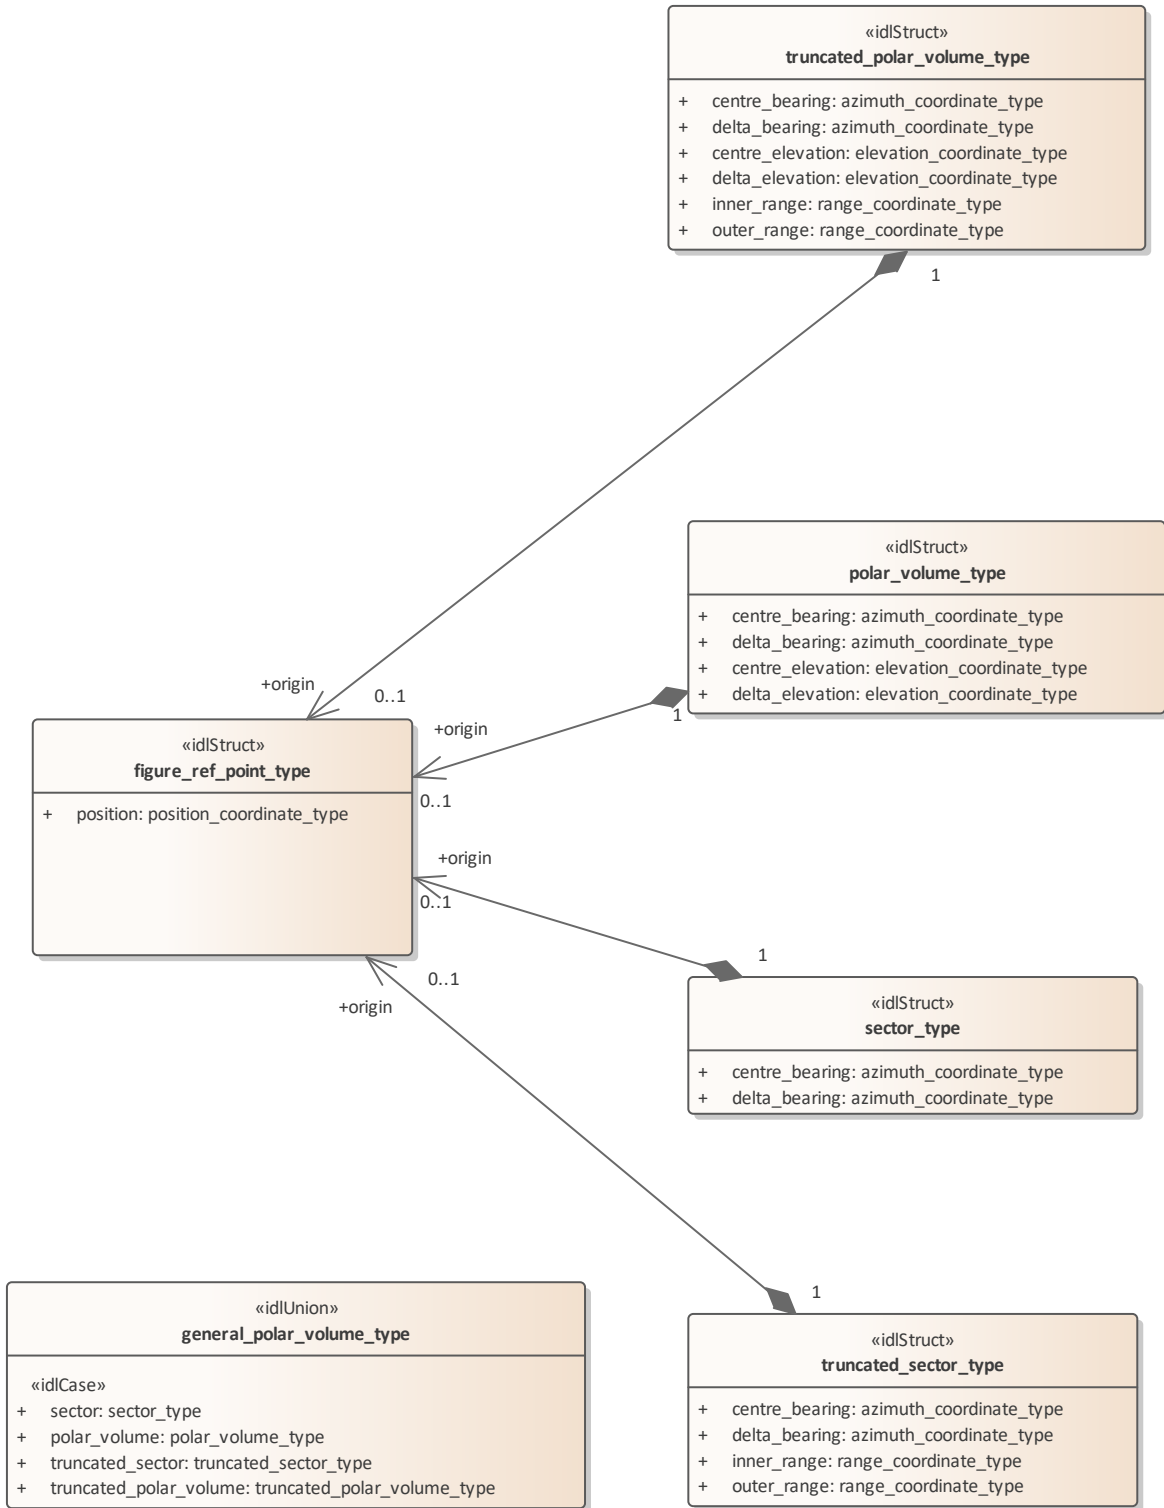 «idlStruct»
truncated_polar_volume_type
+ centre_bearing: azimuth_coordinate_type
+ delta_bearing: azimuth_coordinate_type
+ centre_elevation: elevation_coordinate_type
+ delta_elevation: elevation_coordinate_type
+ inner_range: range_coordinate_type
+ outer_range: range_coordinate_type
1
+origin
0..1
«idlStruct»
polar_volume_type
+ centre_bearing: azimuth_coordinate_type
+ delta_bearing: azimuth_coordinate_type
+ centre_elevation: elevation_coordinate_type
+ delta_elevation: elevation_coordinate_type
1
+origin
0..1
«idlStruct»
figure_ref_point_type
+ position: position_coordinate_type
+origin
0..1
1
«idlStruct»
sector_type
+ centre_bearing: azimuth_coordinate_type
+ delta_bearing: azimuth_coordinate_type
0..1
+origin
1
«idlStruct»
truncated_sector_type
+ centre_bearing: azimuth_coordinate_type
+ delta_bearing: azimuth_coordinate_type
+ inner_range: range_coordinate_type
+ outer_range: range_coordinate_type
«idlUnion»
general_polar_volume_type
«idlCase»
+ sector: sector_type
+ polar_volume: polar_volume_type
+ truncated_sector: truncated_sector_type
+ truncated_polar_volume: truncated_polar_volume_type